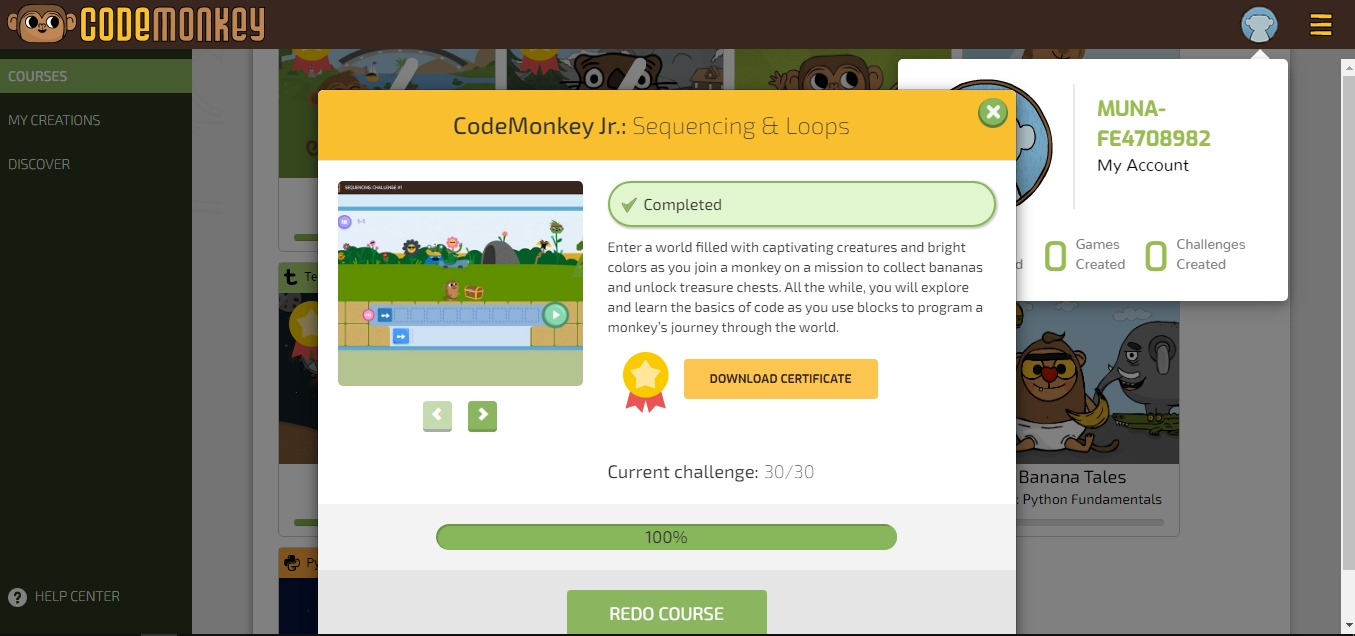 CODEMONKEY
COURSES
MY CREATIONS
DISCOVER
HELP CENTER
MUNA-
FE4708982
My Account
0 Games
Created
0 Challenges
Created
CodeMonkey Jr.: Sequencing & Loops
SEQUENCING CHALLENGE #1
Completed
Enter a world filled with captivating creatures and bright
colors as you join a monkey on a mission to collect bananas
and unlock treasure chests. All the while, you will explore
and learn the basics of code as you use blocks to program a
monkey's journey through the world.
DOWNLOAD CERTIFICATE
Current challenge: 30/30
100%
REDO COURSE
Banana Tales
: Python Fundamentals